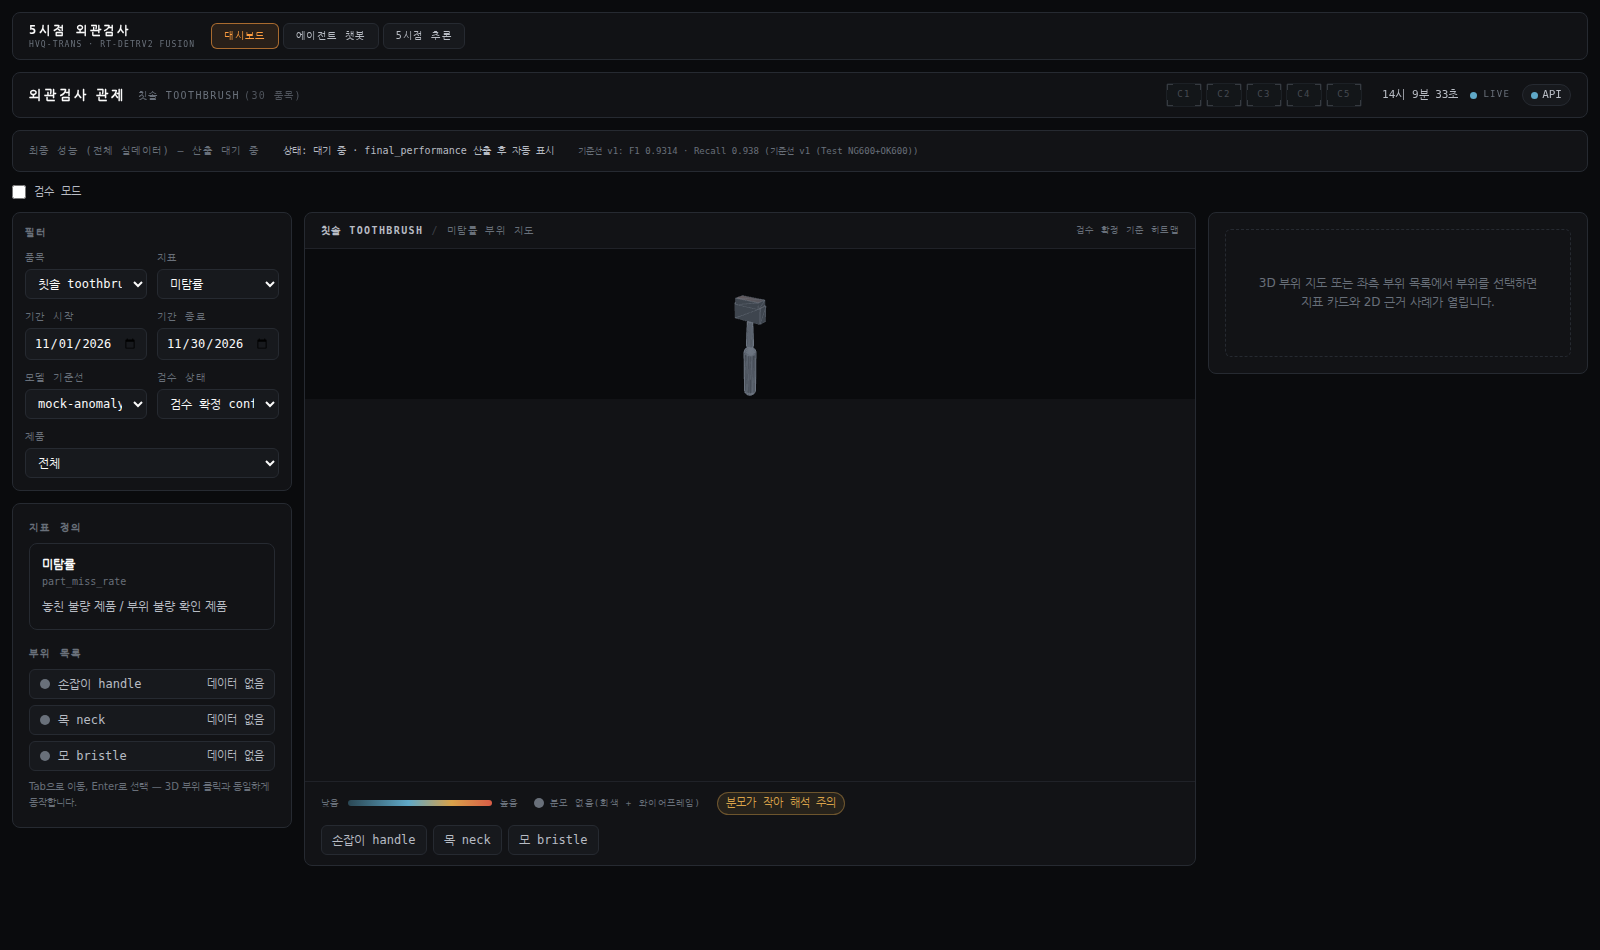 5시점 외관검사
HVQ-TRANS · RT-DETRV2 FUSION
대시보드
에이전트 챗봇
5시점 추론
외관검사 관제
칫솔 TOOTHBRUSH (30 품목)
C1
C2
C3
C4
C5
14시 9분 33초
LIVE
API
최종 성능 (전체 실데이터) — 산출 대기 중
상태: 대기 중 · final_performance 산출 후 자동 표시
기준선 v1: F1 0.9314 · Recall 0.938 (기준선 v1 (Test NG600+OK600))
검수 모드
필터
품목
지표
칫솔 toothbru
미탐률
기간 시작
기간 종료
11/01/2026
11/30/2026
모델 기준선
검수 상태
mock-anomaly
검수 확정 conf
제품
전체
지표 정의
미탐률
part_miss_rate
놓친 불량 제품 / 부위 불량 확인 제품
부위 목록
손잡이 handle
데이터 없음
목 neck
데이터 없음
모 bristle
데이터 없음
Tab으로 이동, Enter로 선택 — 3D 부위 클릭과 동일하게
동작합니다.
칫솔 TOOTHBRUSH / 미탐률 부위 지도
검수 확정 기준 히트맵
낮음
높음
분모 없음(회색 + 와이어프레임)
분모가 작아 해석 주의
손잡이 handle
목 neck
모 bristle
3D 부위 지도 또는 좌측 부위 목록에서 부위를 선택하면
지표 카드와 2D 근거 사례가 열립니다.